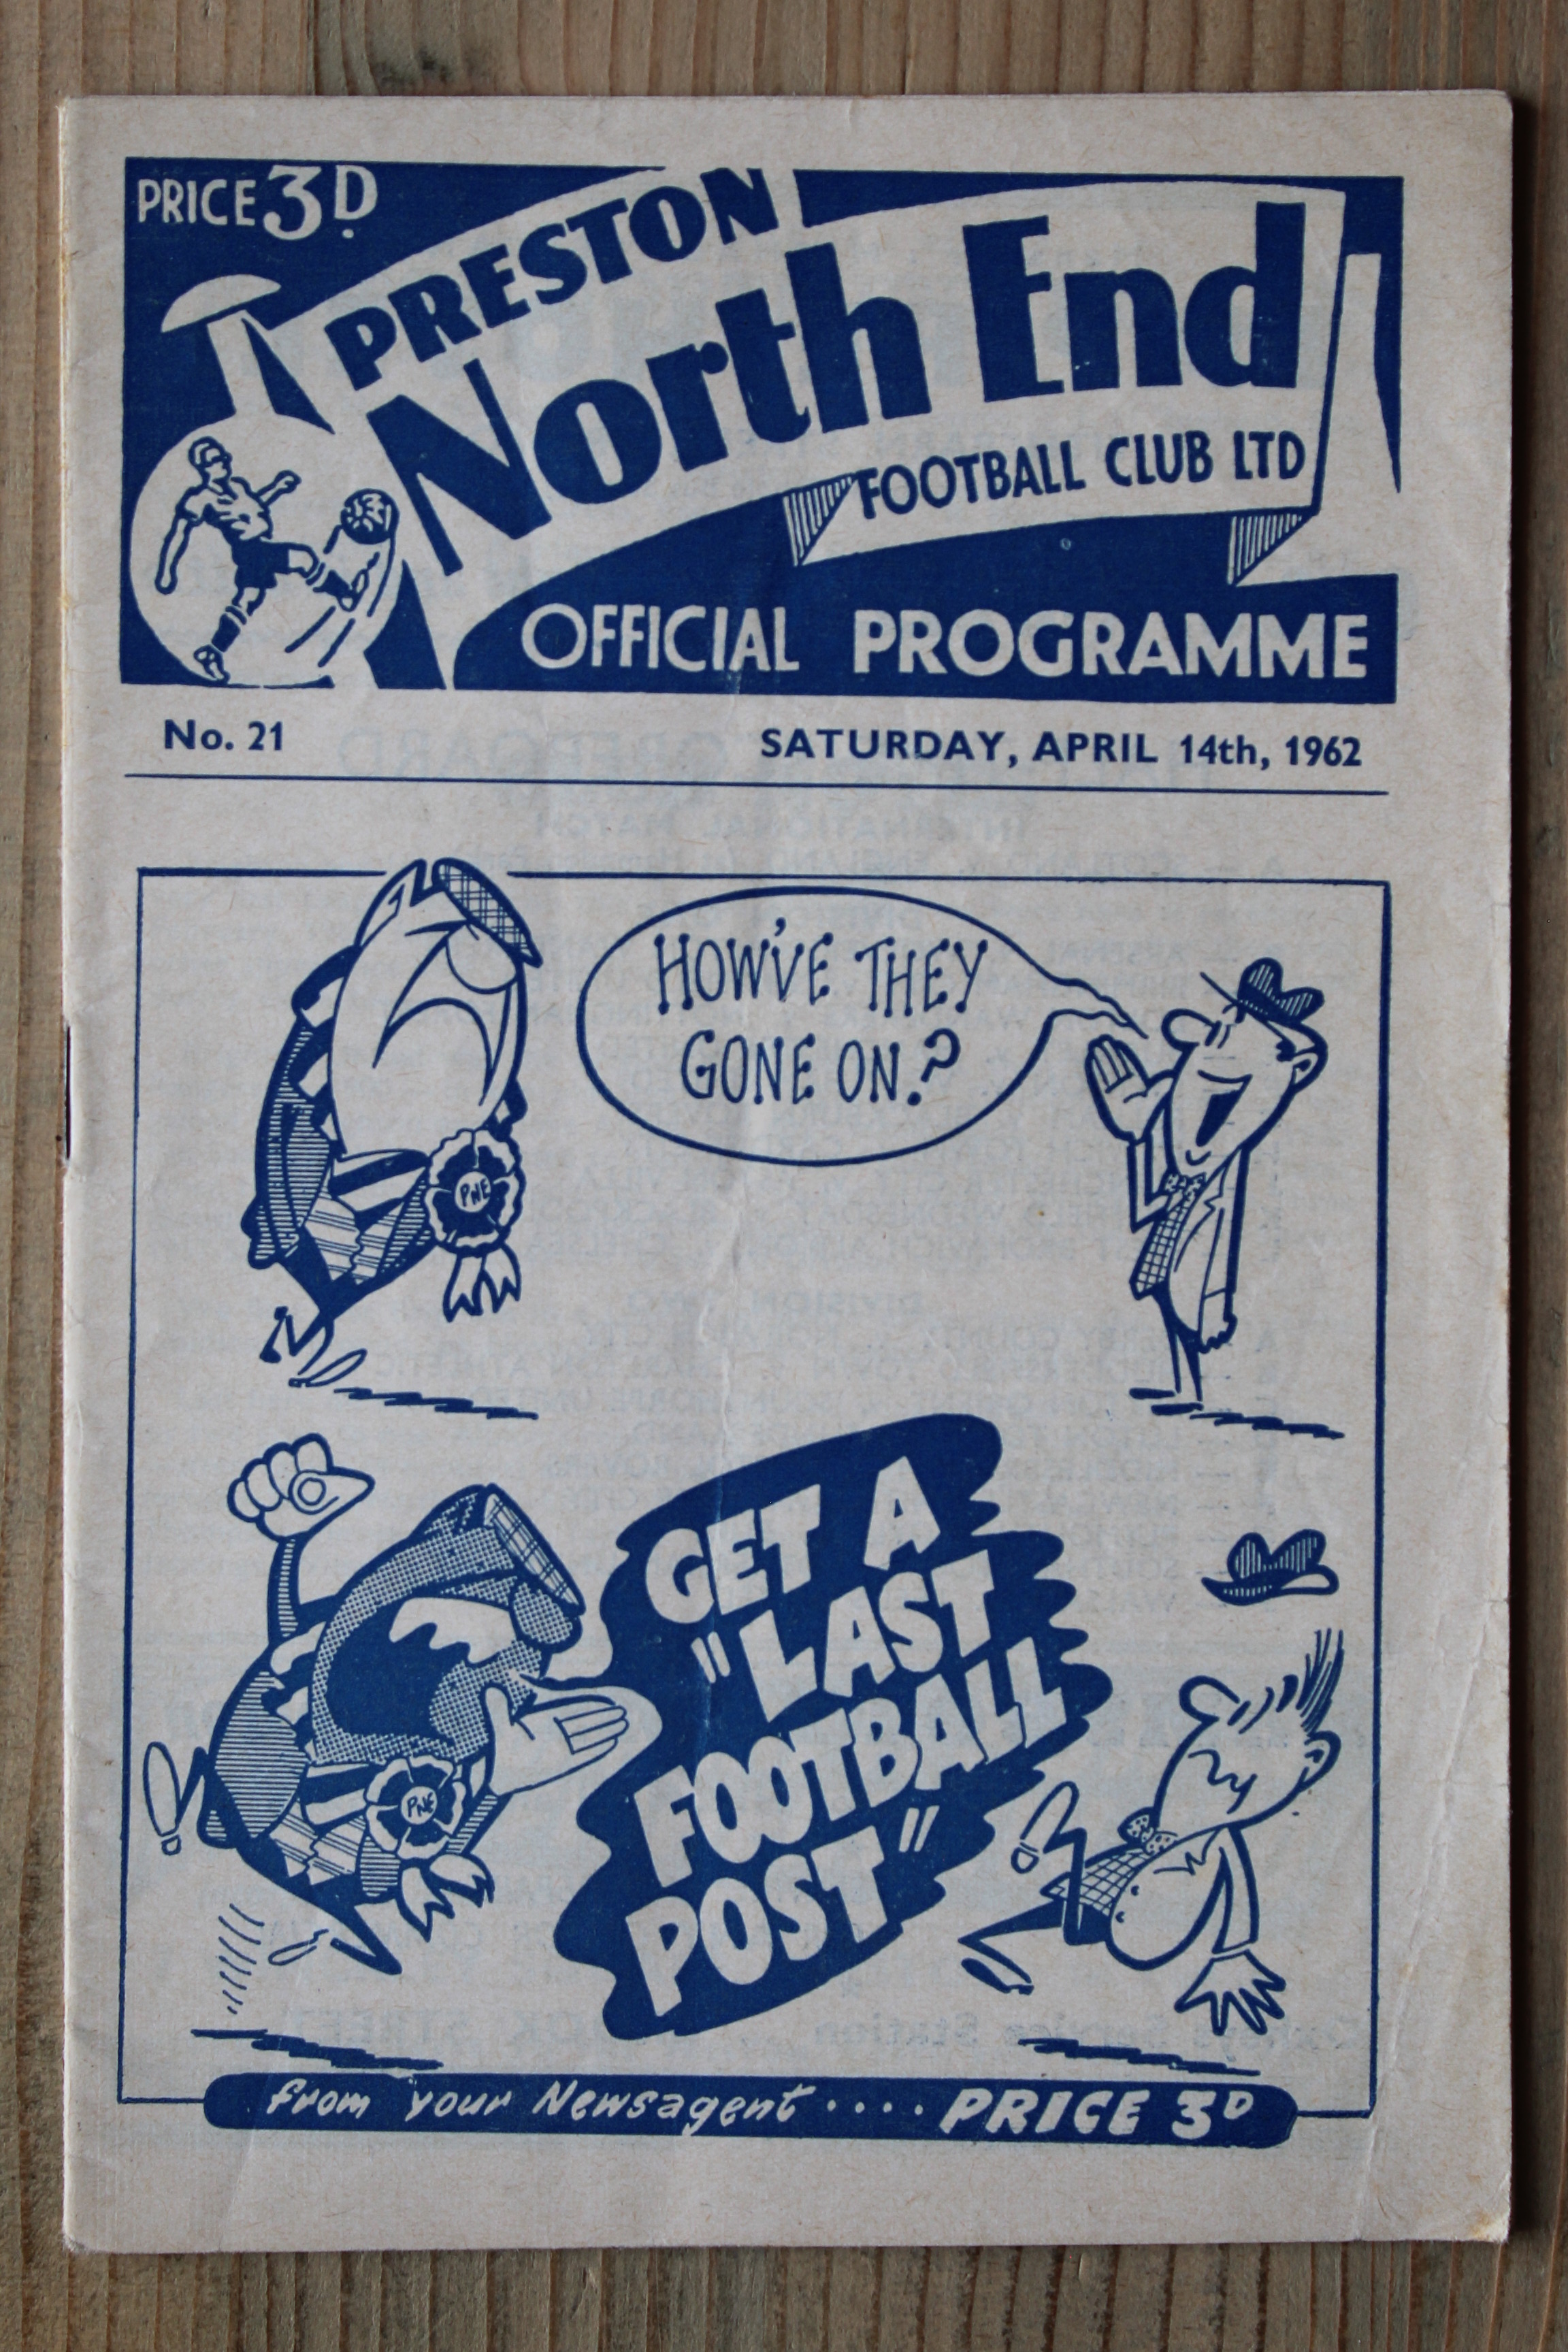 PRICE 3D.
PRESTON
North End
FOOTBALL CLUB LTD
OFFICIAL PROGRAMME
No. 21 SATURDAY, APRIL 14th, 1962
HOW'VE THEY
GONE ON?
PNE
GET A
"LAST
FOOTBALL
POST"
PNE
from your Newsagent .... PRICE 3D